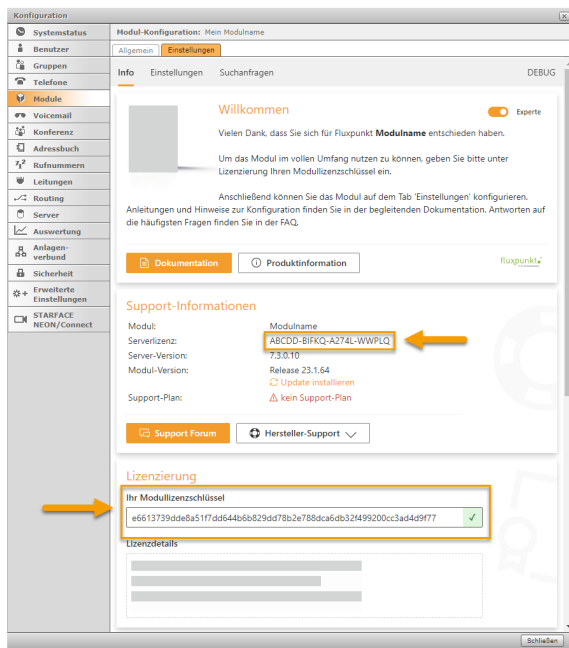 Konfiguration
Systemstatus
Benutzer
Gruppen
Telefone
Module
Voicemail
Konferenz
Adressbuch
Rufnummern
Leitungen
Routing
Server
Auswertung
Anlagen-
verbund
Sicherheit
Erweiterte
Einstellungen
STARFACE
NEON/Connect
Modul-Konfiguration: Mein Modulname
Allgemein Einstellungen
Info Einstellungen Suchanfragen DEBUG
Willkommen
Experte
Vielen Dank, dass Sie sich für Fluxpunkt Modulname entschieden haben.
Um das Modul im vollen Umfang nutzen zu können, geben Sie bitte unter
Lizenzierung Ihren Modullizenzschlüssel ein.
Anschließend können Sie das Modul auf dem Tab 'Einstellungen' konfigurieren.
Anleitungen und Hinweise zur Konfiguration finden Sie in der begleitenden Dokumentation. Antworten auf
die häufigsten Fragen finden Sie in der FAQ.
Dokumentation Produktinformation fluxpunkt
Support-Informationen
Modul: Modulname
Serverlizenz: ABCDD-BIFKQ-A274L-WWPLQ
Server-Version: 7.3.0.10
Modul-Version: Release 23.1.64
Update installieren
Support-Plan: kein Support-Plan
Support Forum Hersteller-Support
Lizenzierung
Ihr Modullizenzschlüssel
e6613739dde8a51f7dd644b6b829dd78b2e788dca6db32f499200cc3ad4d9f77
Lizenzdetails
Schließen